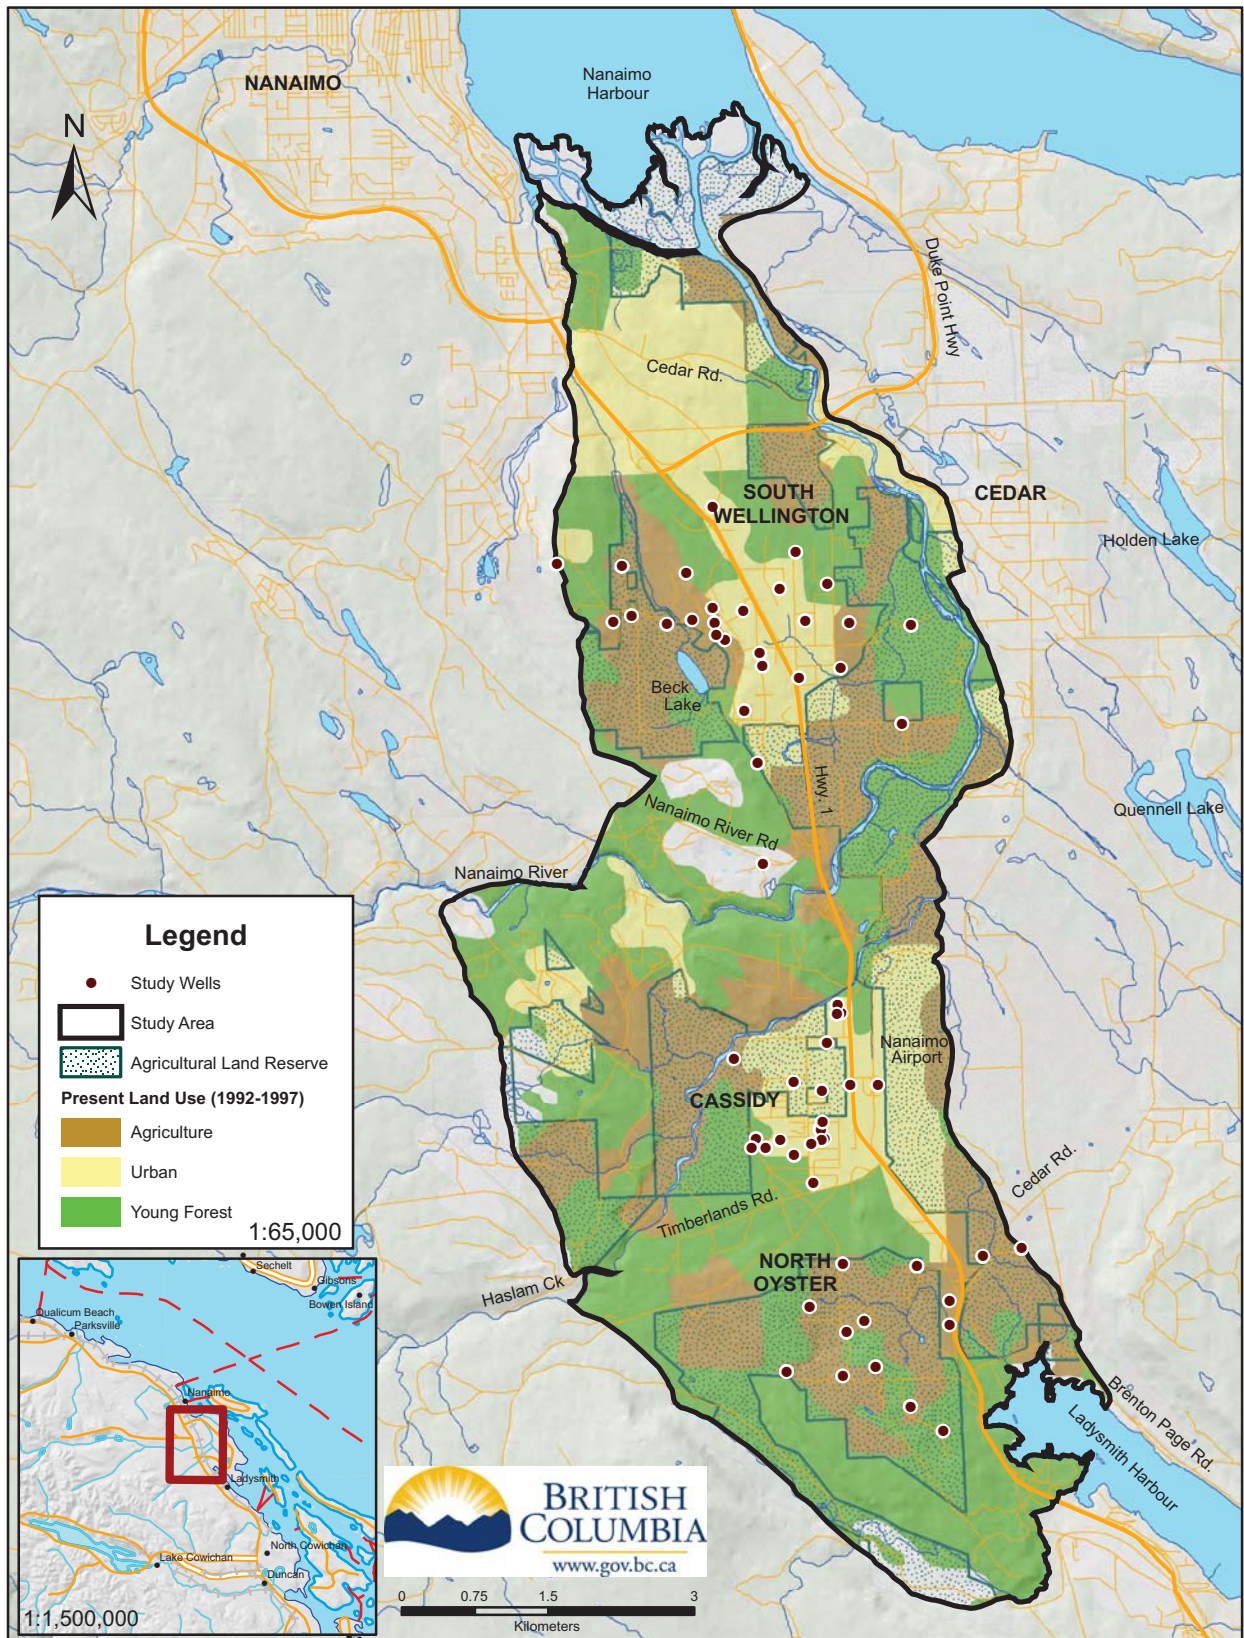 NANAIMO
Nanaimo
Harbour
N
Duke Point Hwy
Cedar Rd.
SOUTH
WELLINGTON
CEDAR
Holden Lake
Beck
Lake
Hwy. 1
Quennell Lake
Nanaimo River Rd
Nanaimo River
Nanaimo
Airport
CASSIDY
Cedar Rd.
Timberlands Rd.
NORTH
OYSTER
Haslam Ck
Brenton Page Rd.
Ladysmith Harbour
Legend
Study Wells
Study Area
Agricultural Land Reserve
Present Land Use (1992-1997)
Agriculture
Urban
Young Forest
1:65,000
Sechelt
Gibsons
Bowen Island
Qualicum Beach
Parksville
Nanaimo
Ladysmith
North Cowichan
Lake Cowichan
Duncan
1:1,500,000
BRITISH
COLUMBIA
www.gov.bc.ca
0 0.75 1.5 3
Kilometers